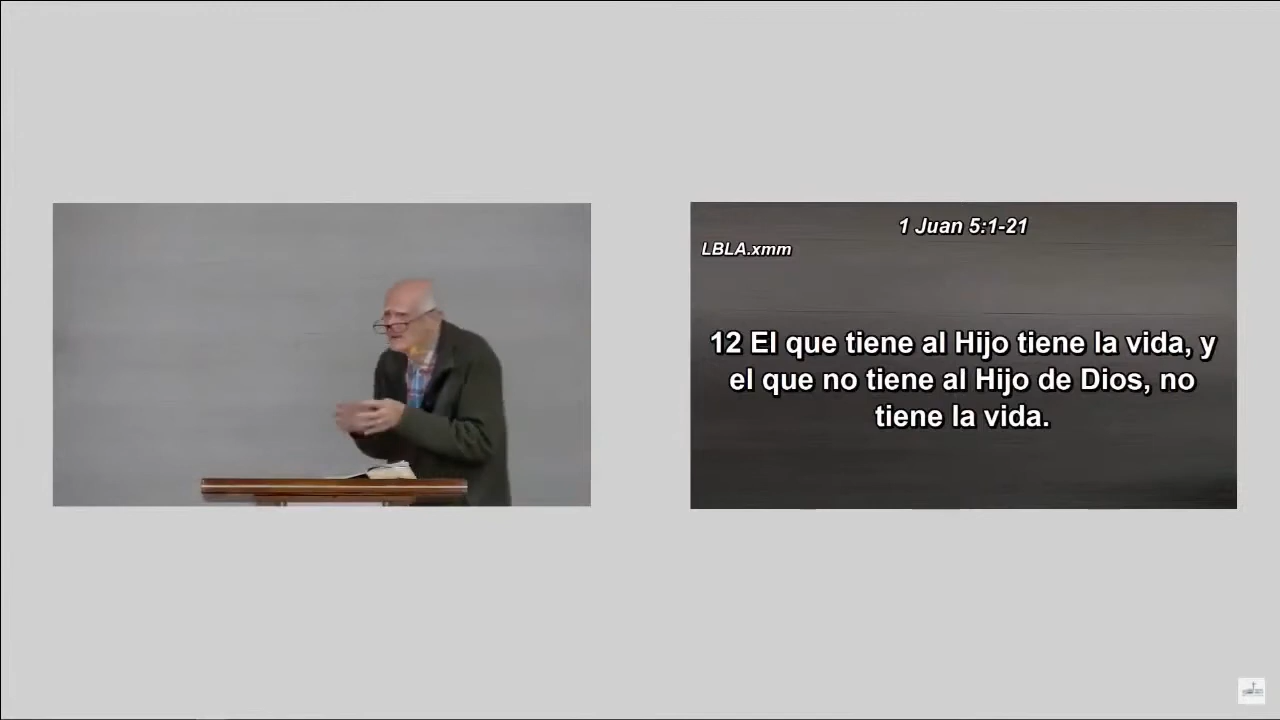 1 Juan 5:1-21
LBLA.xmm
12 El que tiene al Hijo tiene la vida, y
el que no tiene al Hijo de Dios, no
tiene la vida.